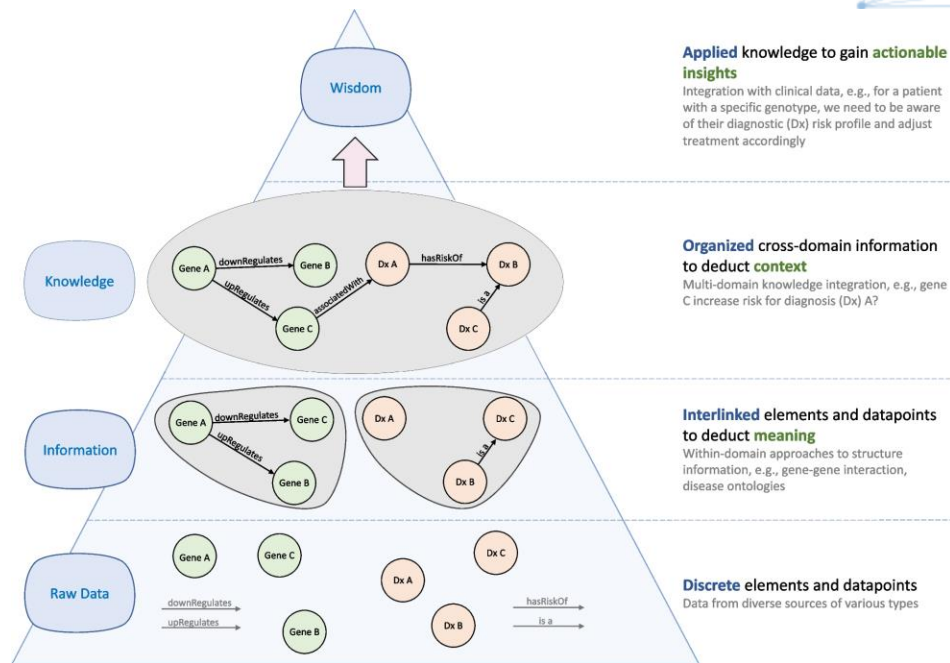 Wisdom
Applied knowledge to gain actionable
insights
Integration with clinical data, e.g., for a patient
with a specific genotype, we need to be aware
of their diagnostic (Dx) risk profile and adjust
treatment accordingly
Knowledge
Gene A
downRegulates
Gene B
upRegulates
Gene C
associatedWith
Dx A
hasRiskOf
Dx B
is a
Dx C
Organized cross-domain information
to deduct context
Multi-domain knowledge integration, e.g., gene
C increase risk for diagnosis (Dx) A?
Information
Gene A
downRegulates
Gene C
upRegulates
Gene B
Dx A
Dx C
is a
Dx B
Interlinked elements and datapoints
to deduct meaning
Within-domain approaches to structure
information, e.g., gene-gene interaction,
disease ontologies
Raw Data
Gene A
Gene C
downRegulates
upRegulates
Gene B
Dx A
Dx C
Dx B
hasRiskOf
is a
Discrete elements and datapoints
Data from diverse sources of various types